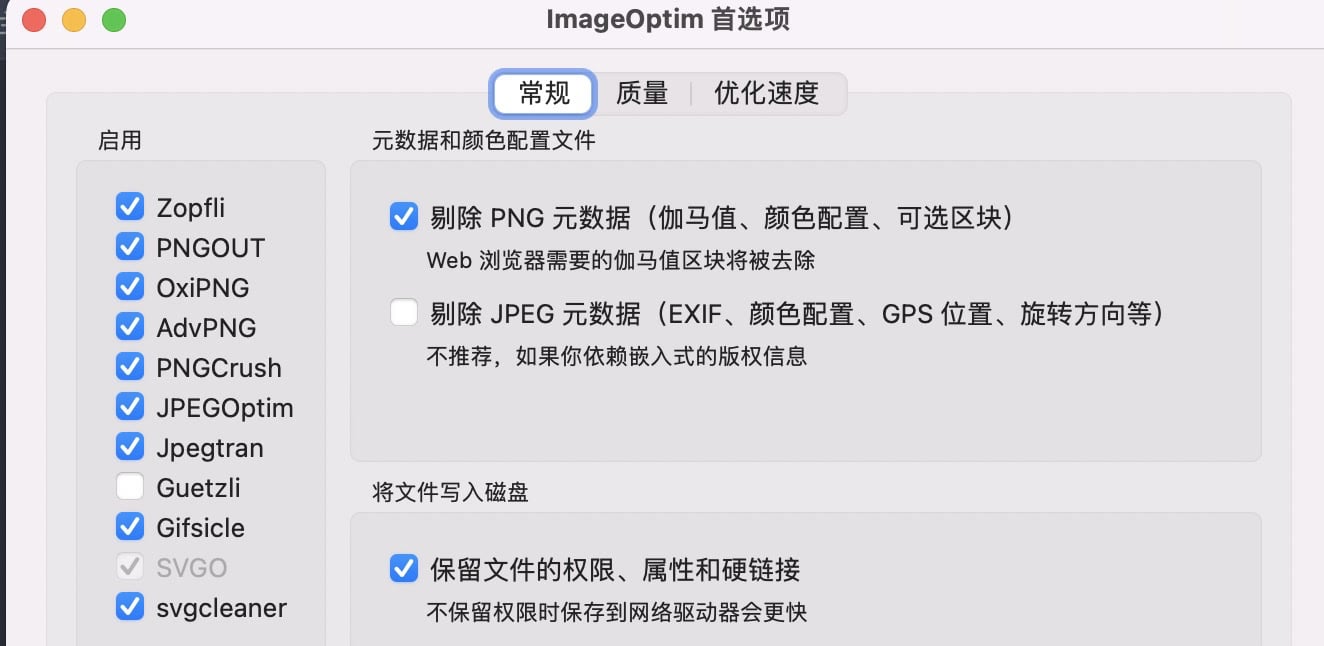 ImageOptim 首选项
常规 质量 优化速度
启用
Zopfli
PNGOUT
OxiPNG
AdvPNG
PNGCrush
JPEGOptim
Jpegtran
Guetzli
Gifsicle
SVGO
svgcleaner
元数据和颜色配置文件
剔除 PNG 元数据（伽马值、颜色配置、可选区块）
Web 浏览器需要的伽马值区块将被去除
剔除 JPEG 元数据（EXIF、颜色配置、GPS 位置、旋转方向等）
不推荐，如果你依赖嵌入式的版权信息
将文件写入磁盘
保留文件的权限、属性和硬链接
不保留权限时保存到网络驱动器会更快